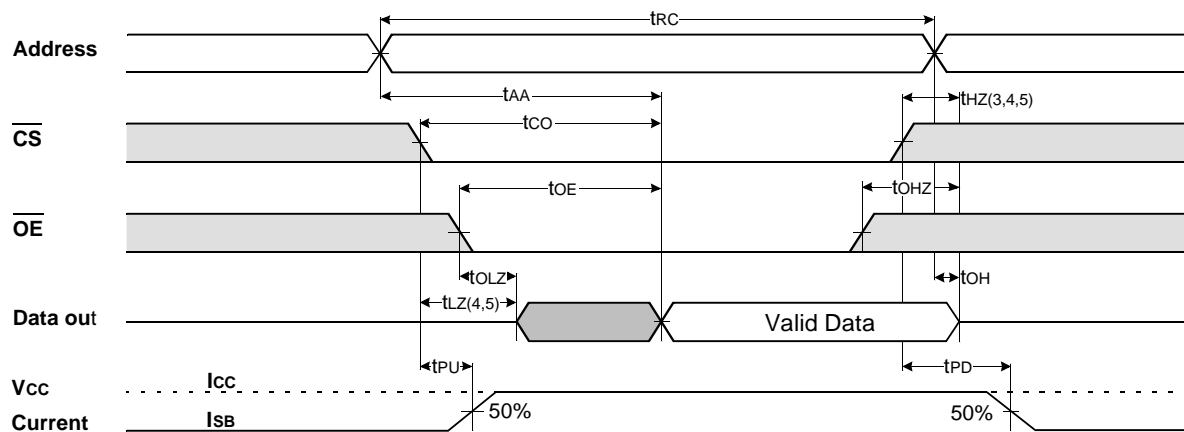 tRC
Address
tAA
tHZ(3,4,5)
tCO
CS
tOE
tOHZ
OE
tOLZ
tOH
tLZ(4,5)
Data out
Valid Data
tPU
tPD
VCC
ICC
50%
50%
Current
ISB